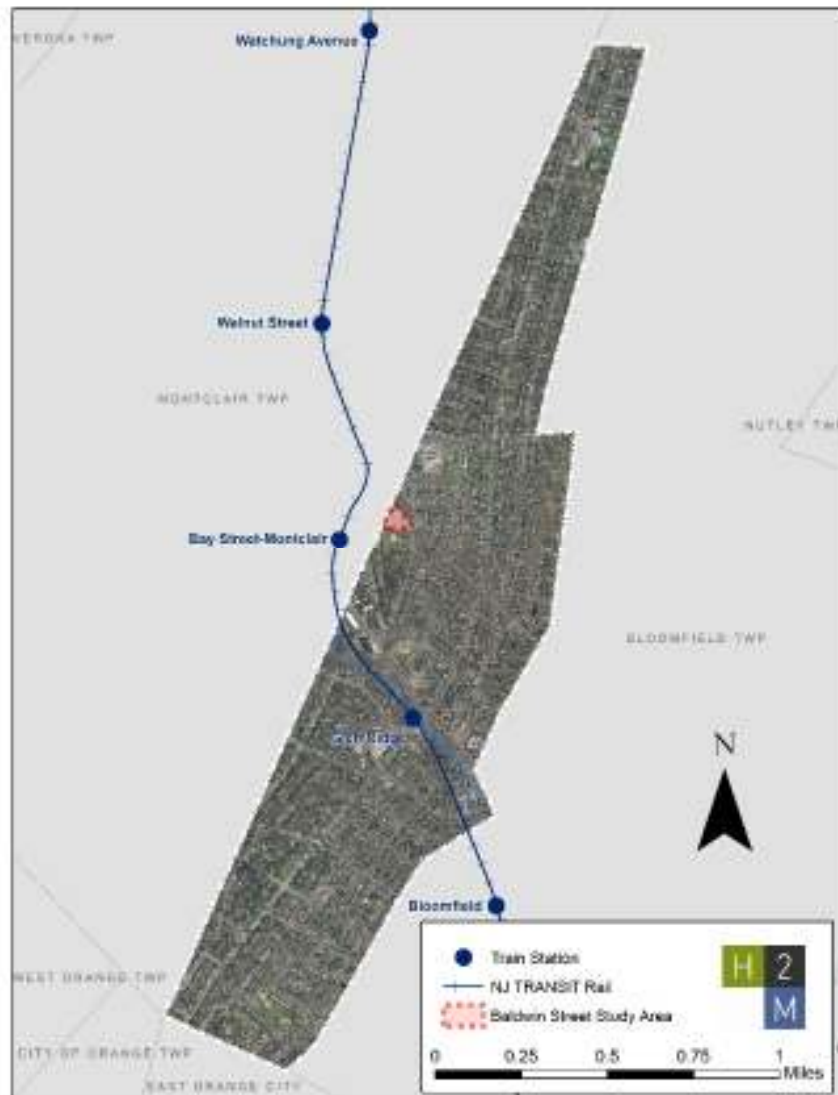 VERONA TWP
Watchung Avenue
Walnut Street
MONTCLAIR TWP
NUTLEY TWP
Bay Street-Montclair
BLOOMFIELD TWP
Glen Ridge
N
Bloomfield
Train Station
NJ TRANSIT Rail
Baldwin Street Study Area
H 2
M
WEST ORANGE TWP
CITY OF ORANGE TWP
EAST ORANGE CITY
0 0.25 0.5 0.75 1
Miles